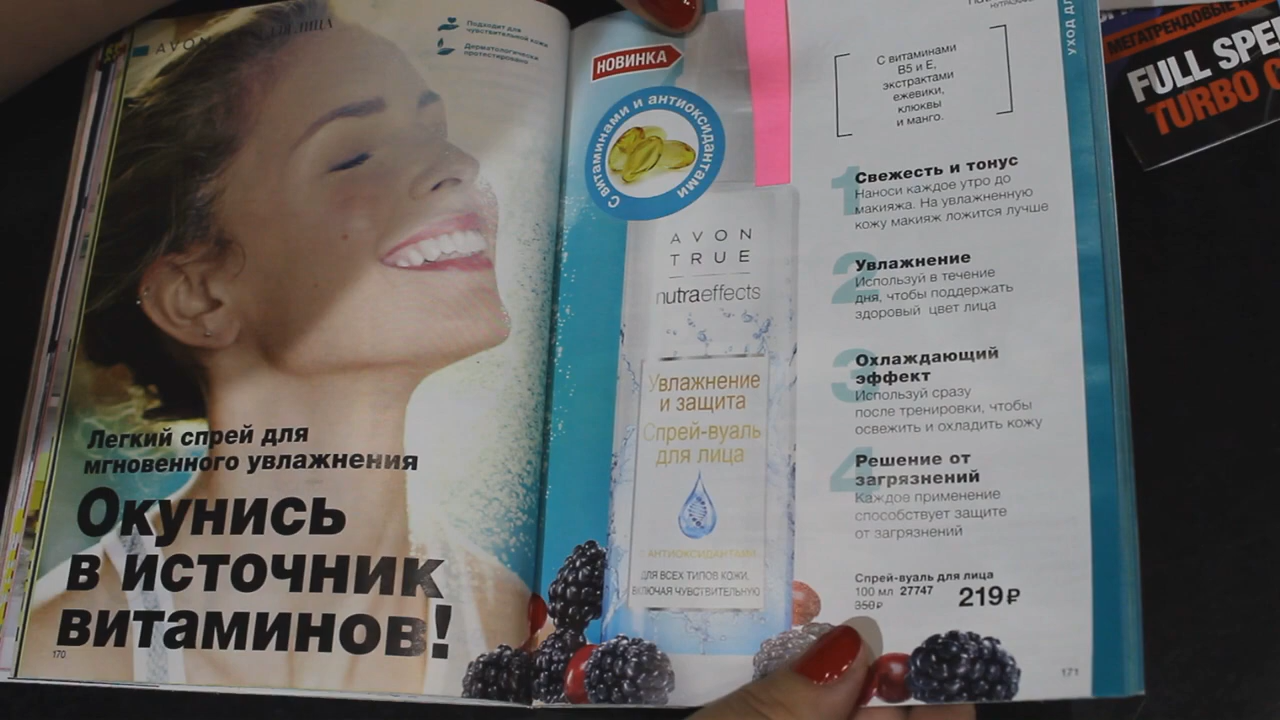 AVON
ДЛЯ ЛИЦА
Подходит для
чувствительной кожи
Дерматологически
протестировано
Легкий спрей для
мгновенного увлажнения
Окунись
в источник
витаминов!
170
НОВИНКА
С витаминами и антиоксидантами
AVON
TRUE
nutraeffects
Увлажнение
и защита
Спрей-вуаль
для лица
С АНТИОКСИДАНТАМИ
ДЛЯ ВСЕХ ТИПОВ КОЖИ,
ВКЛЮЧАЯ ЧУВСТВИТЕЛЬНУЮ
С витаминами
B5 и Е,
экстрактами
ежевики,
клюквы
и манго.
1
Свежесть и тонус
Наноси каждое утро до
макияжа. На увлажненную
кожу макияж ложится лучше
2
Увлажнение
Используй в течение
дня, чтобы поддержать
здоровый цвет лица
3
Охлаждающий
эффект
Используй сразу
после тренировки, чтобы
освежить и охладить кожу
4
Решение от
загрязнений
Каждое применение
способствует защите
от загрязнений
Спрей-вуаль для лица
100 мл 27747
350₽ 219₽
171
УХОД
МЕГАТРЕНДОВЫЕ
FULL SPE
TURBO